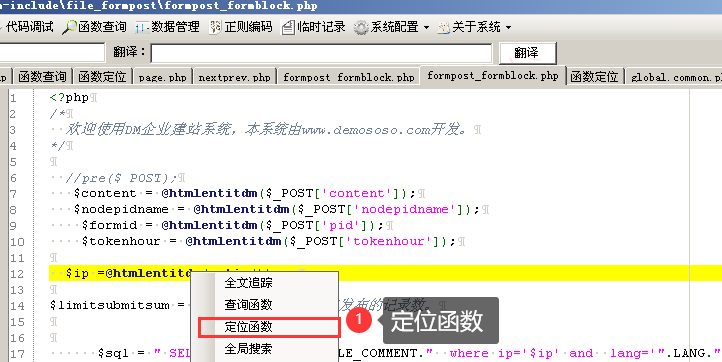 n-include\file_formpost\formpost_formblock.php
代码调试 函数查询 数据管理 正则编码 临时记录 系统配置 关于系统
翻译： 翻译
函数查询 函数定位 page.php nextprev.php formpost formblock.php formpost_formblock.php 函数定位 global.common.p
1 <?php
2 /*
3 欢迎使用DM企业建站系统，本系统由www.demososo.com开发。
4 */
5
6 //pre($_POST);
7 $content = @htmlentitdm($_POST['content']);
8 $nodepidname = @htmlentitdm($_POST['nodepidname']);
9 $formid = @htmlentitdm($_POST['pid']);
10 $tokenhour = @htmlentitdm($_POST['tokenhour']);
11
12 $ip =@htmlentitd
全文追踪
13
查询函数
14 $limitsubmitsum = 发布的记录数。
15
定位函数 1 定位函数
16
全局搜索
17 $sql = " SEL LE_COMMENT." where ip='$ip' and lang='".LANG."